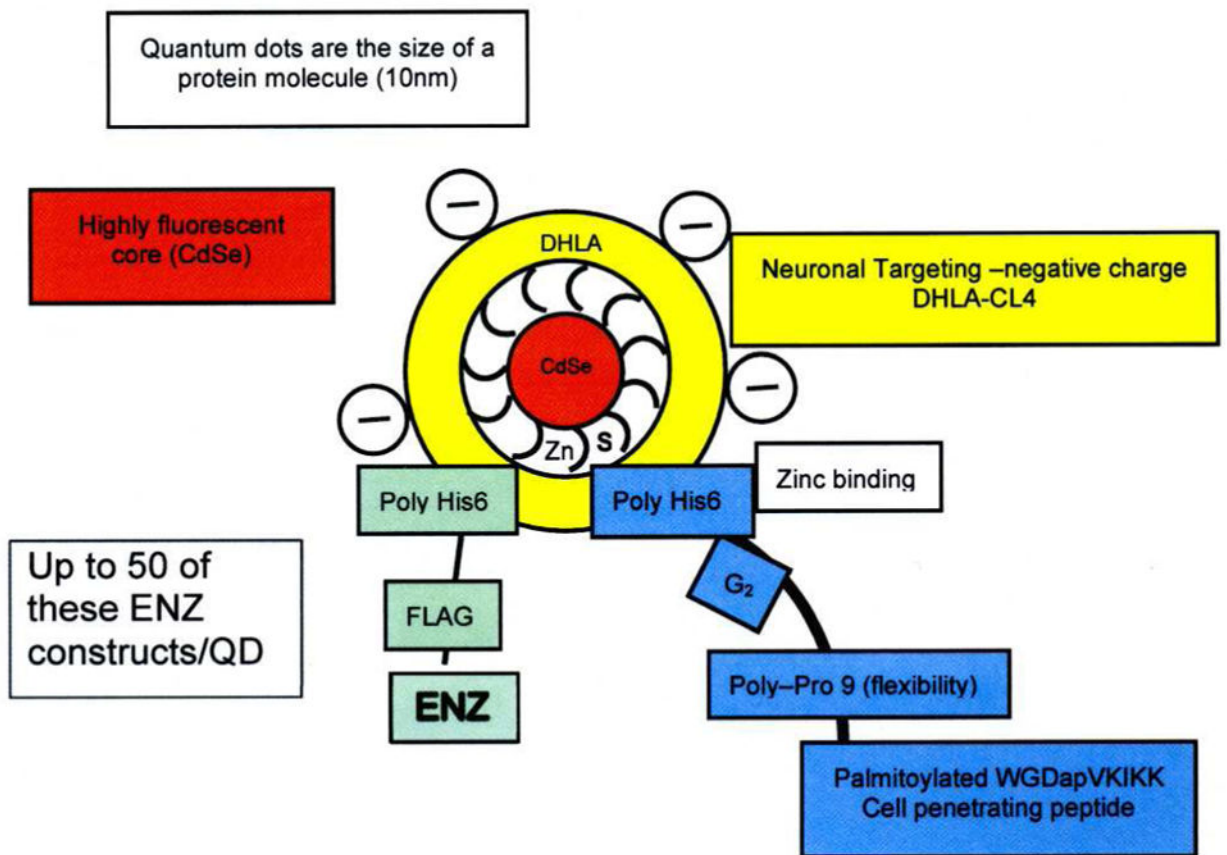 Quantum dots are the size of a
protein molecule (10nm)
Highly fluorescent
core (CdSe)
DHLA
Neuronal Targeting –negative charge
DHLA-CL4
CdSe
Zn
S
Poly His6
Poly His6
Zinc binding
Up to 50 of
these ENZ
constructs/QD
G₂
FLAG
Poly–Pro 9 (flexibility)
ENZ
Palmitoylated WGDapVKIKK
Cell penetrating peptide